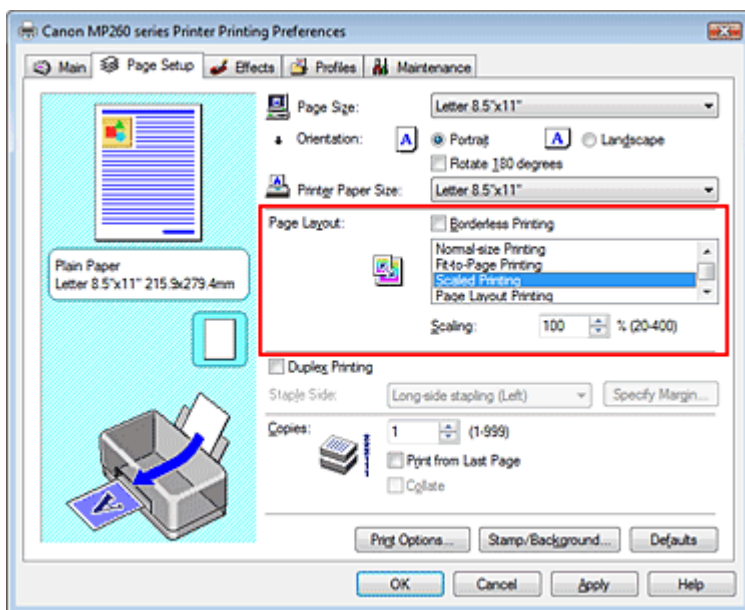 Canon MP260 series Printer Printing Preferences
Main Page Setup Effects Profiles Maintenance
Page Size: Letter 8.5"x11"
Orientation: A Portrait A Landscape
Rotate 180 degrees
Printer Paper Size: Letter 8.5"x11"
Page Layout: Borderless Printing
Normal-size Printing
Fit-to-Page Printing
Scaled Printing
Page Layout Printing
Scaling: 100 % (20-400)
Plain Paper
Letter 8.5"x11" 215.9x279.4mm
Duplex Printing
Staple Side: Long-side stapling (Left) Specify Margin...
Copies: 1 (1-999)
Print from Last Page
Collate
A
Print Options... Stamp/Background... Defaults
OK Cancel Apply Help